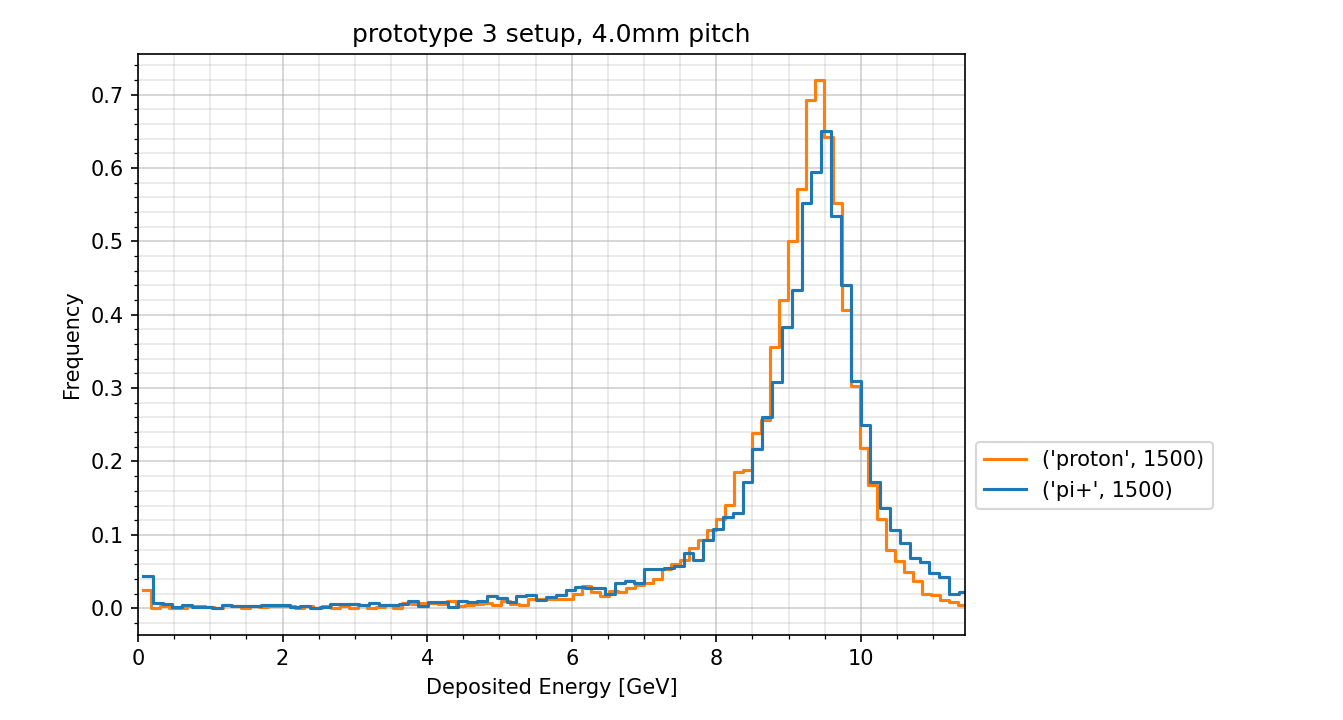 prototype 3 setup, 4.0mm pitch
0.7
0.6
0.5
0.4
0.3
0.2
0.1
0.0
Frequency
0 2 4 6 8 10
Deposited Energy [GeV]
('proton', 1500)
('pi+', 1500)